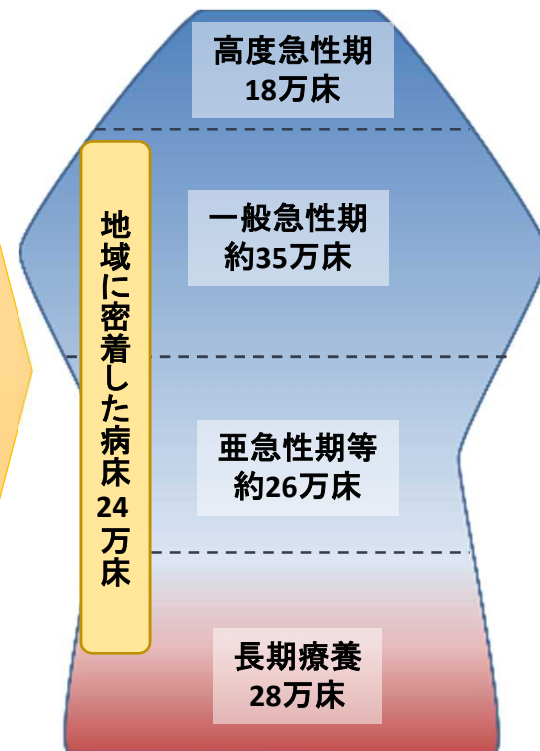 高度急性期
18万床
一般急性期
約35万床
地域に密着した病床24万床
亜急性期等
約26万床
長期療養
28万床